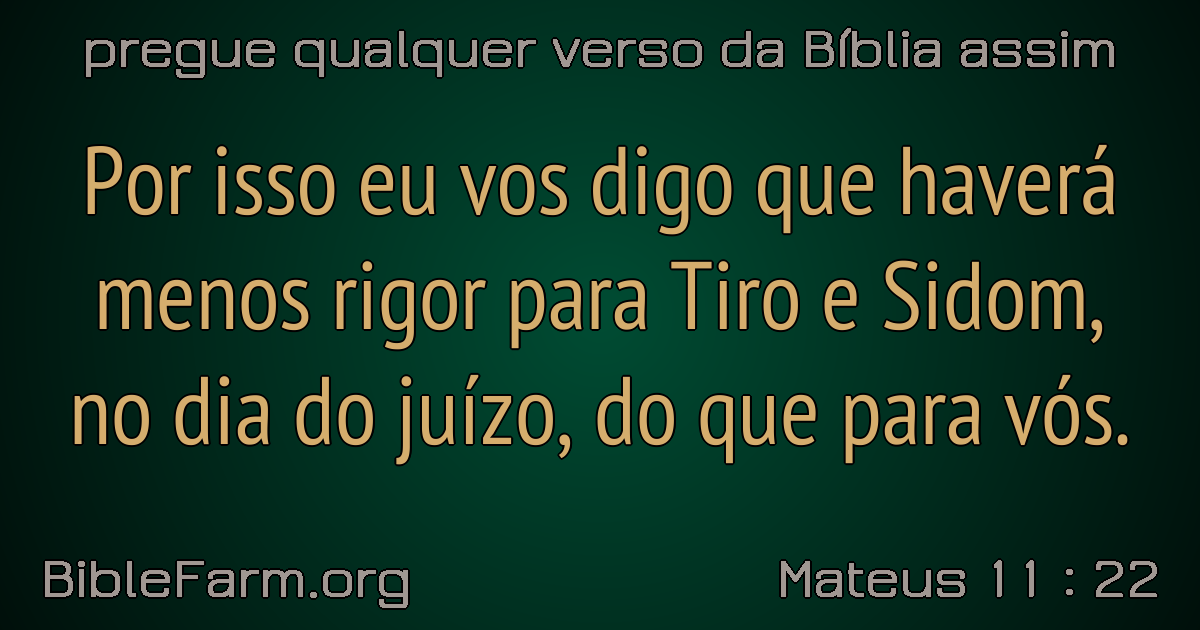 pregue qualquer verso da Bíblia assim
Por isso eu vos digo que haverá
menos rigor para Tiro e Sidom,
no dia do juízo, do que para vós.
BibleFarm.org
Mateus 11 : 22